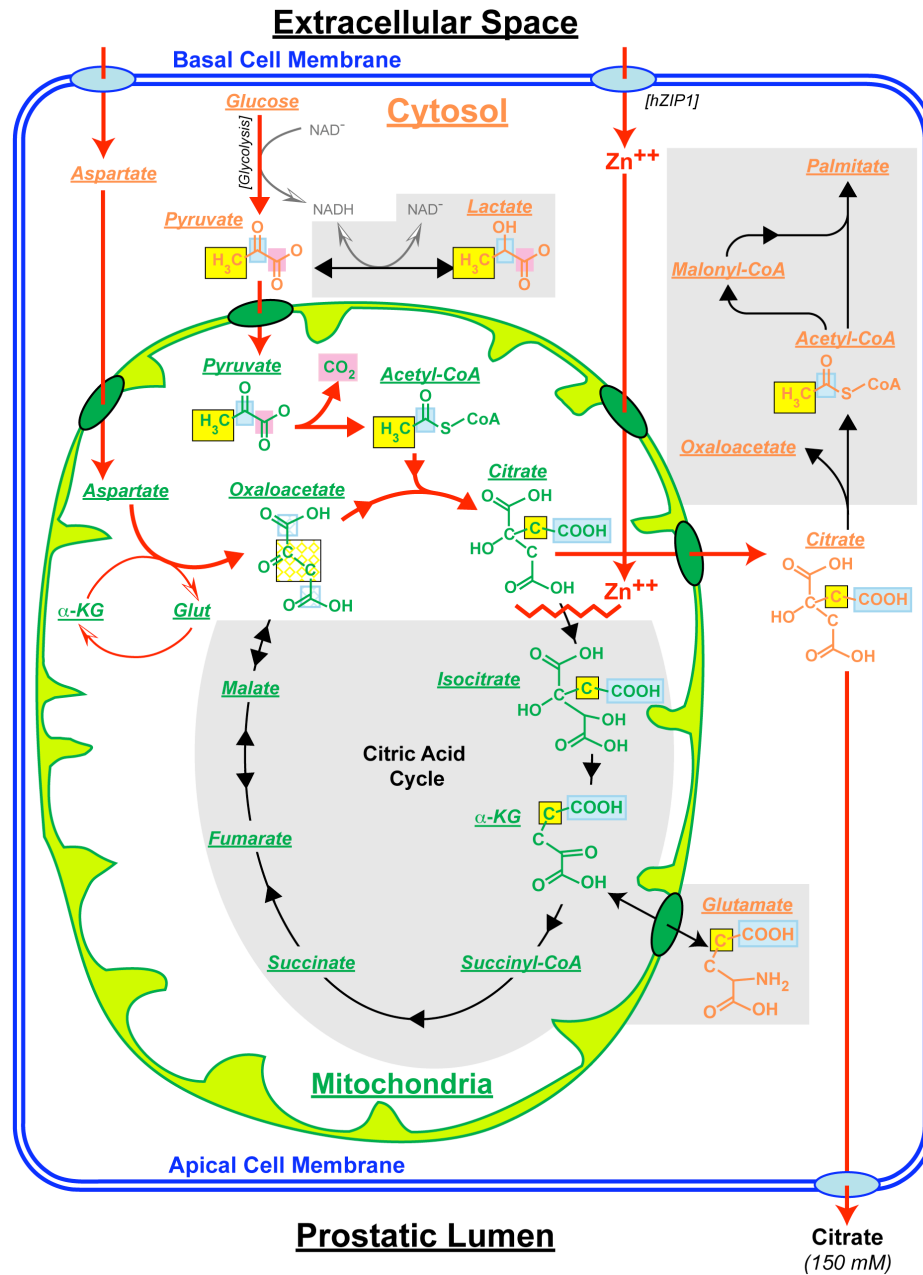 Extracellular Space
Basal Cell Membrane
[hZIP1]
Glucose
Cytosol
[Glycolysis]
NAD-
Zn++
Aspartate
Palmitate
NADH
NAD-
Pyruvate
Lactate
O
OH
H3C
O
O
H3C
O
O
Malonyl-CoA
Acetyl-CoA
O
H3C
S
CoA
Pyruvate
CO2
Acetyl-CoA
O
H3C
O
O
O
H3C
S
CoA
Oxaloacetate
Aspartate
Oxaloacetate
Citrate
O
OH
O
C
C
O
OH
O
OH
C
C
COOH
HO
C
O
OH
Citrate
O
OH
C
C
COOH
HO
C
O
OH
Zn++
α-KG
Glut
Malate
Isocitrate
O
OH
C
C
COOH
HO
OH
O
OH
Citric Acid
Cycle
α-KG
C
COOH
C
O
O
OH
Fumarate
Glutamate
C
COOH
C
NH2
O
OH
Succinate
Succinyl-CoA
Mitochondria
Apical Cell Membrane
Prostatic Lumen
Citrate
(150 mM)